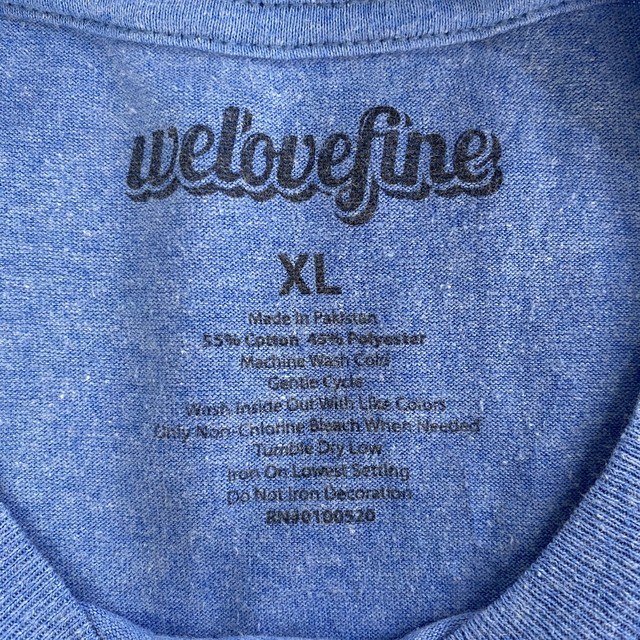 welovefine
XL
Made In Pakistan
55% Cotton 45% Polyester
Machine Wash Cold
Gentle Cycle
Wash Inside Out With Like Colors
Only Non-Chlorine Bleach When Needed
Tumble Dry Low
Iron On Lowest Setting
Do Not Iron Decoration
RN#0100520